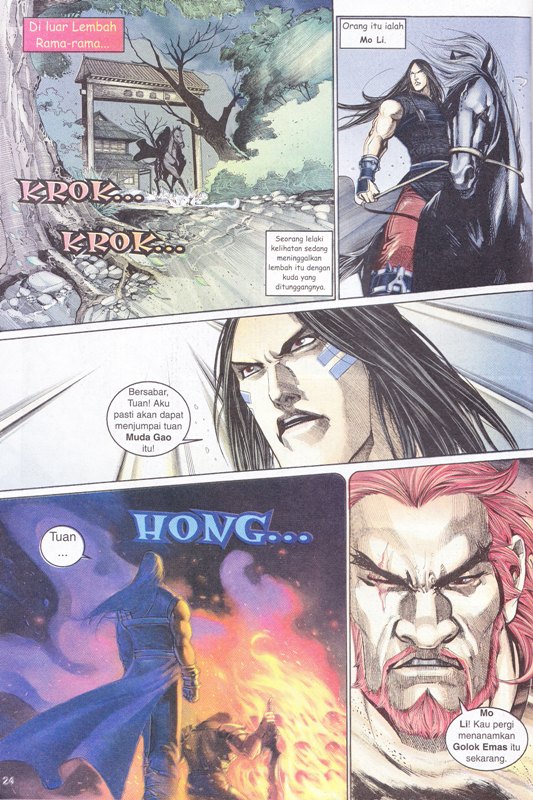 Di luar Lembah
Rama-rama...
Orang itu ialah
Mo Li.
KROK...
KROK...
Seorang lelaki
kelihatan sedang
meninggalkan
lembah itu dengan
kuda yang
ditunggangnya.
Bersabar,
Tuan! Aku
pasti akan dapat
menjumpai tuan
Muda Gao
itu!
HONG...
Tuan
...
Mo
Li! Kau pergi
menanamkan
Golok Emas itu
sekarang.
24